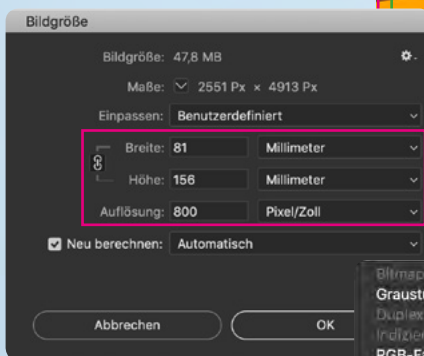 Bildgröße
Bildgröße: 47,8 MB
Maße: 2551 Px × 4913 Px
Einpassen: Benutzerdefiniert
Breite: 81 Millimeter
Höhe: 156 Millimeter
Auflösung: 800 Pixel/Zoll
Neu berechnen: Automatisch
Abbrechen OK